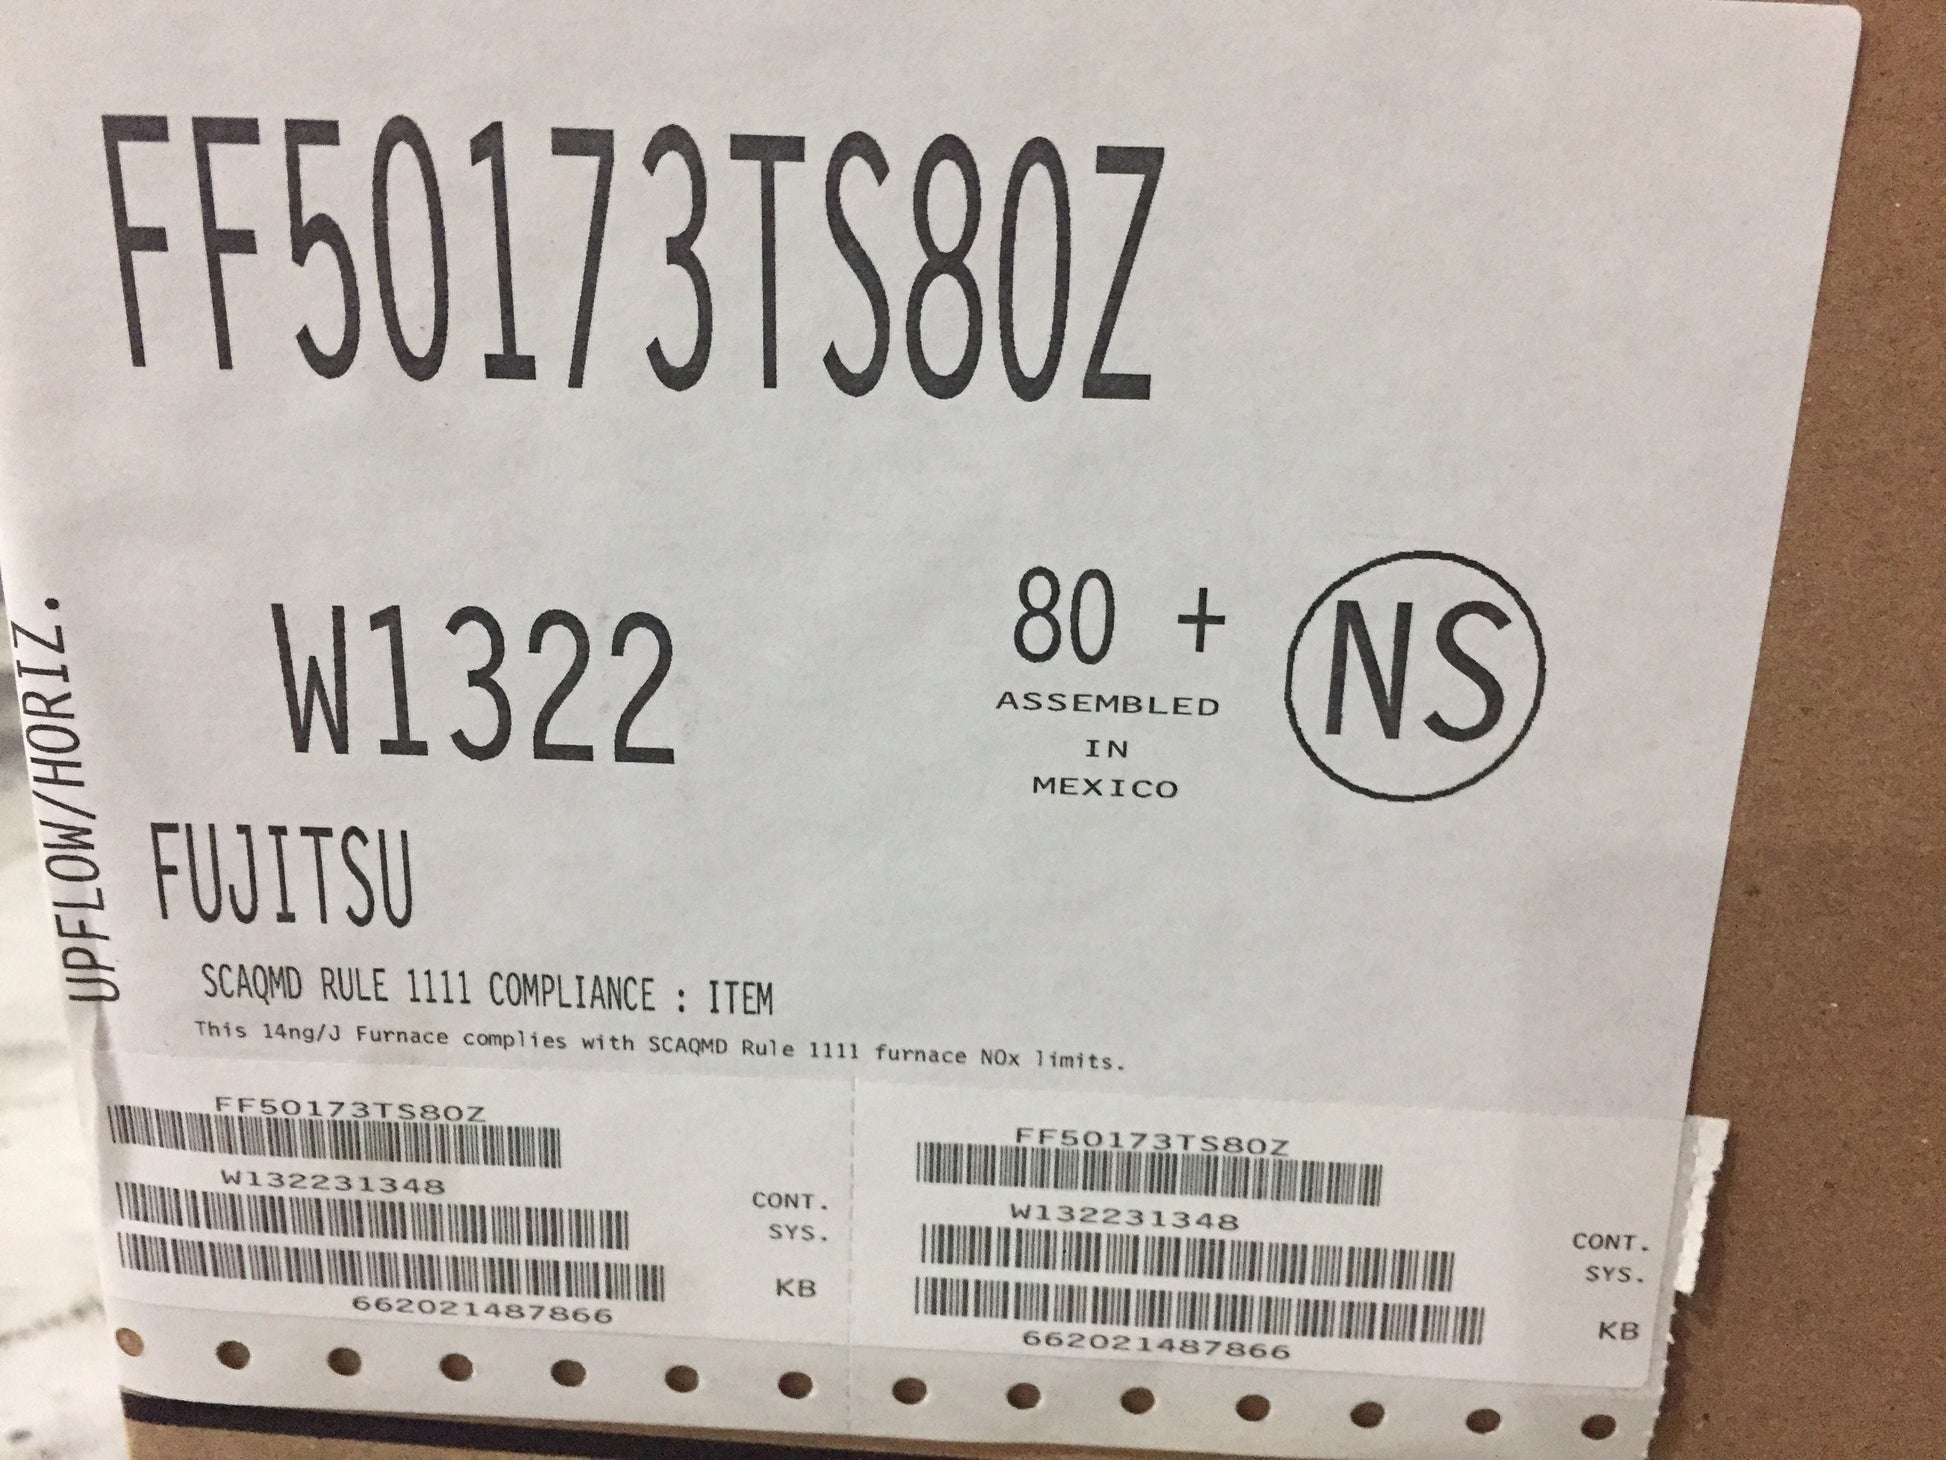 FF50173TS80Z
UPFLOW/HORIZ.
W1322
80 +
NS
ASSEMBLED
IN
MEXICO
FUJITSU
SCAQMD RULE 1111 COMPLIANCE : ITEM
This 14ng/J Furnace complies with SCAQMD Rule 1111 furnace NOx limits.
FF50173TS80Z
W132231348
CONT.
SYS.
KB
662021487866
FF50173TS80Z
W132231348
CONT.
SYS.
KB
662021487866